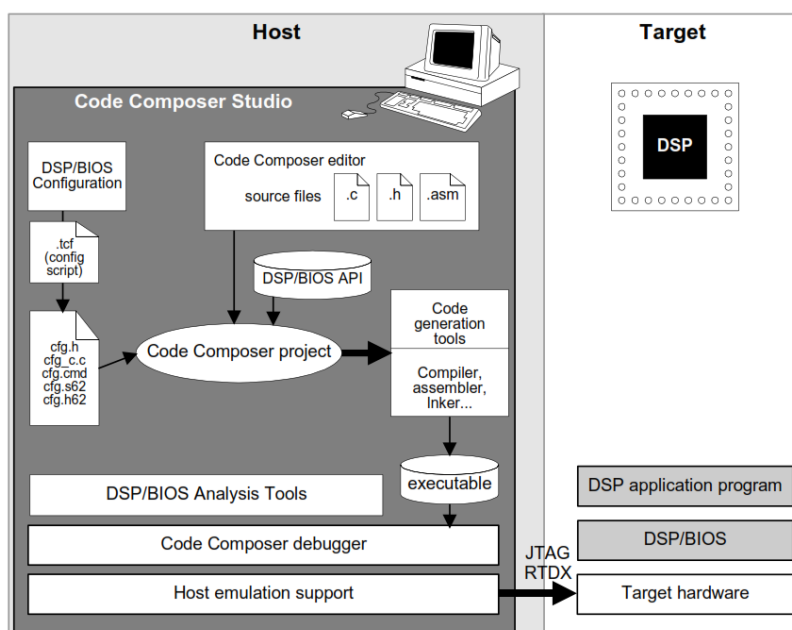 Host
Target
Code Composer Studio
DSP/BIOS
Configuration
Code Composer editor
source files
.c
.h
.asm
DSP
.tcf
(config
script)
DSP/BIOS API
cfg.h
cfg_c.c
cfg.cmd
cfg.s62
cfg.h62
Code Composer project
Code
generation
tools
Compiler,
assembler,
lnker...
executable
DSP/BIOS Analysis Tools
DSP application program
Code Composer debugger
DSP/BIOS
JTAG
RTDX
Host emulation support
Target hardware